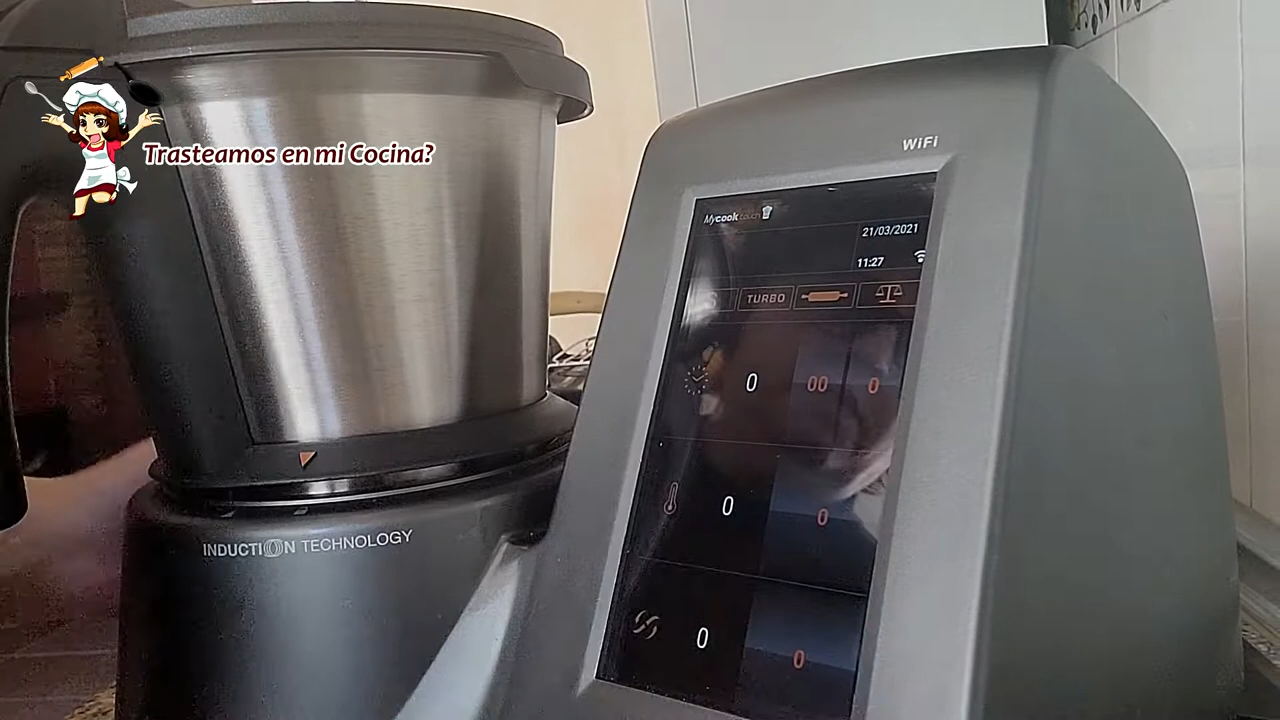 Trasteamos en mi Cocina?
WiFi
Mycook touch
21/03/2021
11:27
TURBO
0 00 0
0 0
0 0
INDUCTION TECHNOLOGY